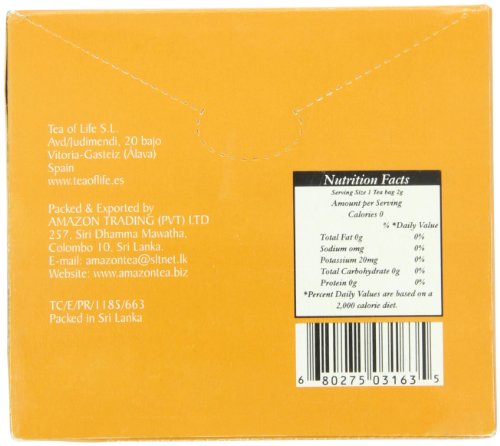 Tea of Life S.L.
Avd/Judimendi, 20 bajo
Vitoria-Gasteiz (Álava)
Spain
www.teaoflife.es
Packed & Exported by
AMAZON TRADING (PVT) LTD
257, Siri Dhamma Mawatha,
Colombo 10, Sri Lanka.
E-mail: amazontea@sltnet.lk
Website: www.amazontea.biz
TC/E/PR/1185/663
Packed in Sri Lanka
Nutrition Facts
Serving Size 1 Tea bag 2g
Amount per Serving
Calories 0
% *Daily Value
Total Fat 0g 0%
Sodium 0mg 0%
Potassium 20mg 0%
Total Carbohydrate 0g 0%
Protein 0g 0%
*Percent Daily Values are based on a
2,000 calorie diet.
6 80275 03163 5